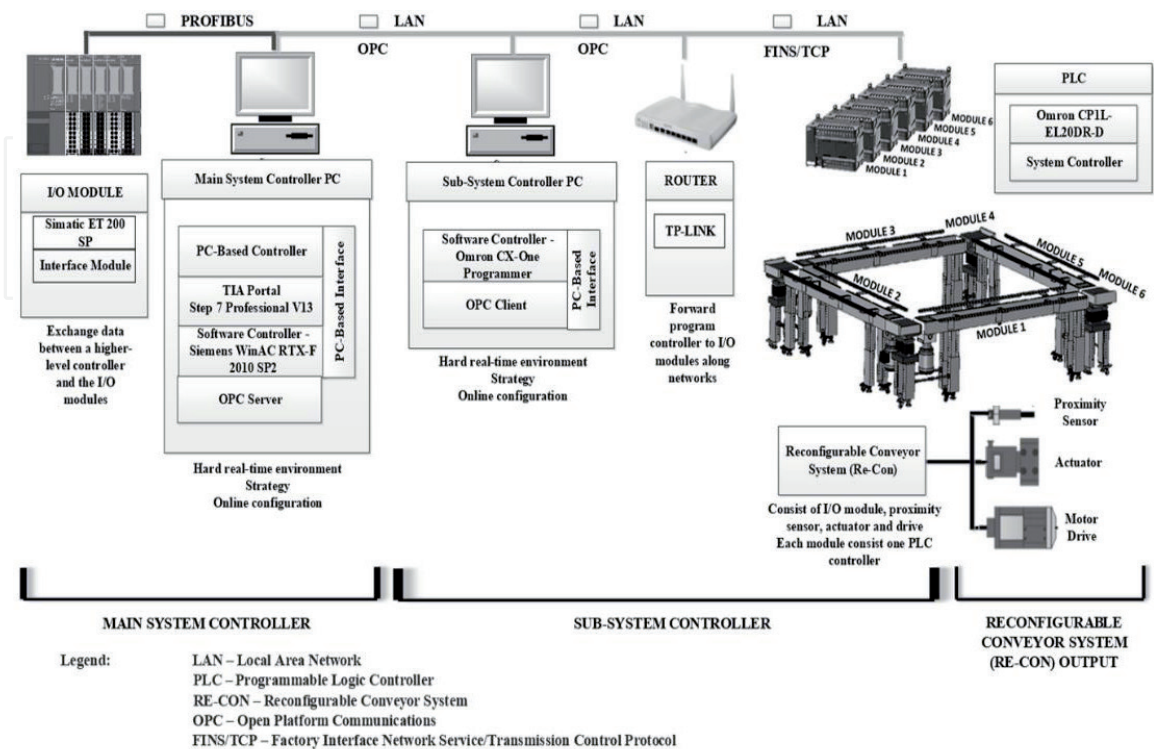 PROFIBUS
LAN
OPC
LAN
OPC
LAN
FINS/TCP
I/O MODULE
Simatic ET 200
SP
Interface Module
Exchange data
between a higher-
level controller
and the I/O
modules
Main System Controller PC
PC-Based Controller
TIA Portal
Step 7 Professional V13
Software Controller -
Siemens WinAC RTX-F
2010 SP2
OPC Server
PC-Based Interface
Hard real-time environment
Strategy
Online configuration
Sub-System Controller PC
Software Controller -
Omron CX-One
Programmer
OPC Client
PC-Based
Interface
Hard real-time environment
Strategy
Online configuration
ROUTER
TP-LINK
Forward
program
controller to I/O
modules along
networks
MODULE 6
MODULE 5
MODULE 4
MODULE 3
MODULE 2
MODULE 1
PLC
Omron CP1L-
EL20DR-D
System Controller
MODULE 4
MODULE 3
MODULE 5
MODULE 2
MODULE 6
MODULE 1
Reconfigurable Conveyor
System (Re-Con)
Consist of I/O module, proximity
sensor, actuator and drive
Each module consist one PLC
controller
Proximity
Sensor
Actuator
Motor
Drive
MAIN SYSTEM CONTROLLER
SUB-SYSTEM CONTROLLER
RECONFIGURABLE
CONVEYOR SYSTEM
(RE-CON) OUTPUT
Legend:
LAN – Local Area Network
PLC – Programmable Logic Controller
RE-CON – Reconfigurable Conveyor System
OPC – Open Platform Communications
FINS/TCP – Factory Interface Network Service/Transmission Control Protocol